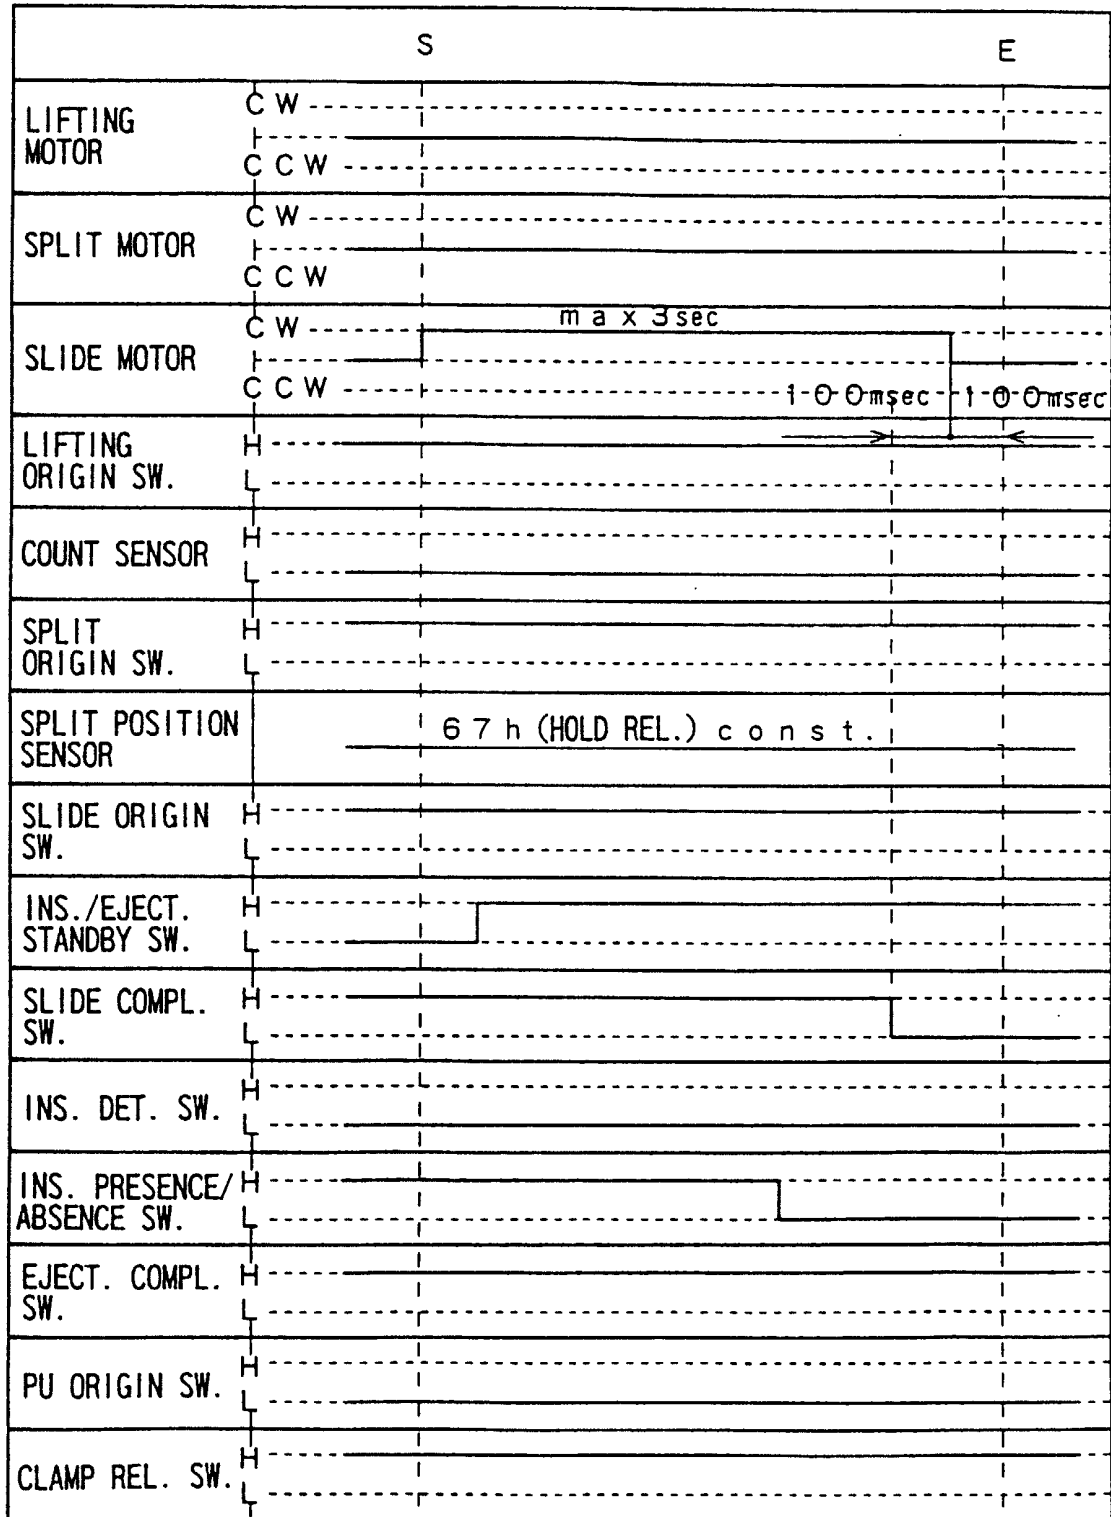 S E
LIFTING
MOTOR
CW
CCW
SPLIT MOTOR
CW
CCW
SLIDE MOTOR
CW
max 3sec
CCW
100msec 100msec
LIFTING
ORIGIN SW.
H
L
COUNT SENSOR
H
L
SPLIT
ORIGIN SW.
H
L
SPLIT POSITION
SENSOR
67h (HOLD REL.) const.
SLIDE ORIGIN
SW.
H
L
INS./EJECT.
STANDBY SW.
H
L
SLIDE COMPL.
SW.
H
L
INS. DET. SW.
H
L
INS. PRESENCE/
ABSENCE SW.
H
L
EJECT. COMPL.
SW.
H
L
PU ORIGIN SW.
H
L
CLAMP REL. SW.
H
L